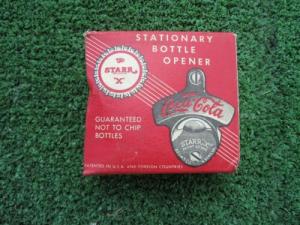 STATIONARY
BOTTLE
OPENER
STARR
"X"
Coca-Cola
STARR "X"
GUARANTEED
NOT TO CHIP
BOTTLES
PATENTED IN U.S.A. AND FOREIGN COUNTRIES